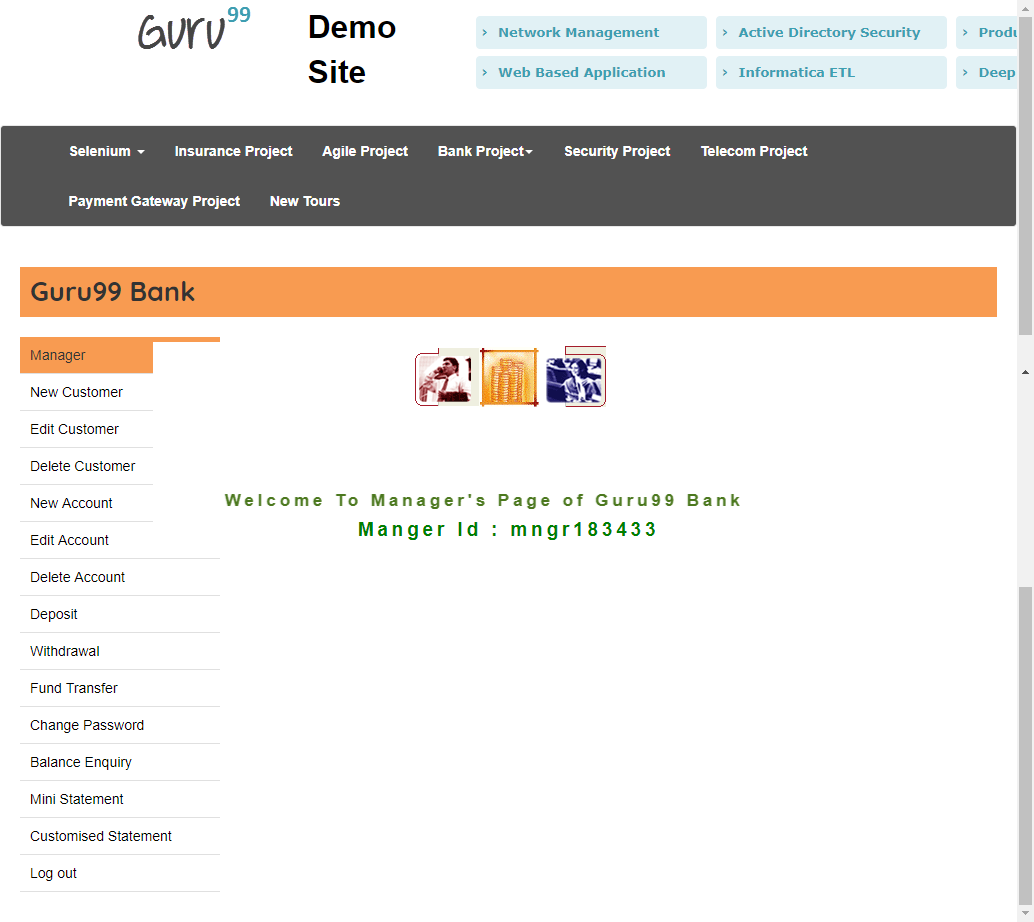 Guru99
Demo
Site
› Network Management
› Active Directory Security
› Produ
› Web Based Application
› Informatica ETL
› Deep
Selenium Insurance Project Agile Project Bank Project Security Project Telecom Project
Payment Gateway Project New Tours
Guru99 Bank
Manager
New Customer
Edit Customer
Delete Customer
New Account
Edit Account
Delete Account
Deposit
Withdrawal
Fund Transfer
Change Password
Balance Enquiry
Mini Statement
Customised Statement
Log out
Welcome To Manager's Page of Guru99 Bank
Manger Id : mngr183433